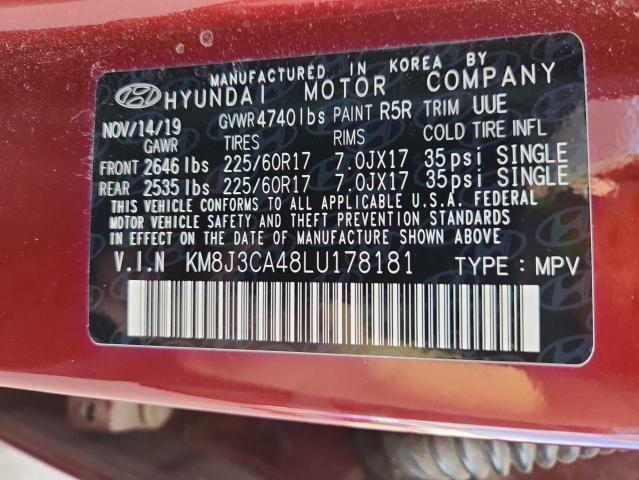 MANUFACTURED IN KOREA BY
HYUNDAI MOTOR COMPANY
NOV/14/19 GVWR 4740lbs PAINT R5R TRIM UUE
GAWR TIRES RIMS COLD TIRE INFL
FRONT 2646 lbs 225/60R17 7.0JX17 35psi SINGLE
REAR 2535 lbs 225/60R17 7.0JX17 35psi SINGLE
THIS VEHICLE CONFORMS TO ALL APPLICABLE U.S.A. FEDERAL
MOTOR VEHICLE SAFETY AND THEFT PREVENTION STANDARDS
IN EFFECT ON THE DATE OF MANUFACTURE SHOWN ABOVE.
V.I.N KM8J3CA48LU178181 TYPE : MPV